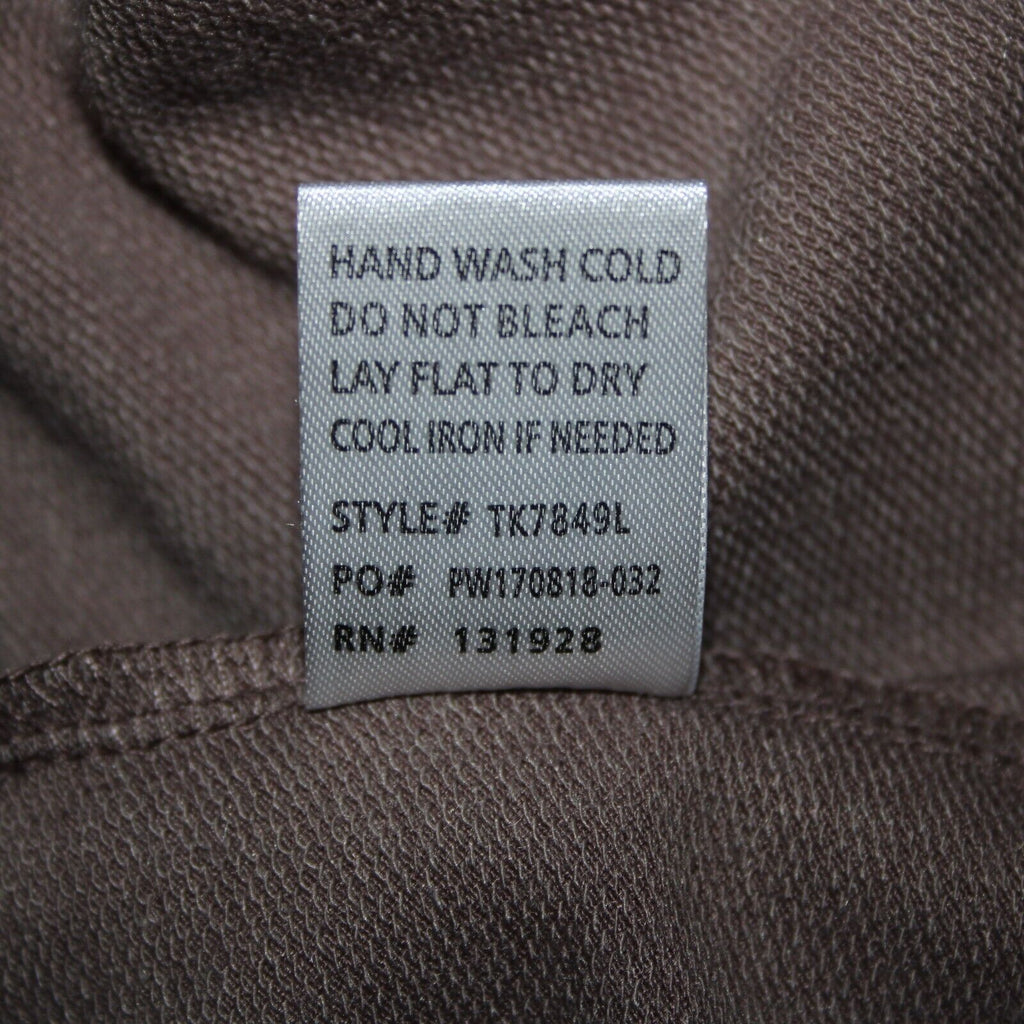 HAND WASH COLD
DO NOT BLEACH
LAY FLAT TO DRY
COOL IRON IF NEEDED
STYLE# TK7849L
PO# PW170818-032
RN# 131928